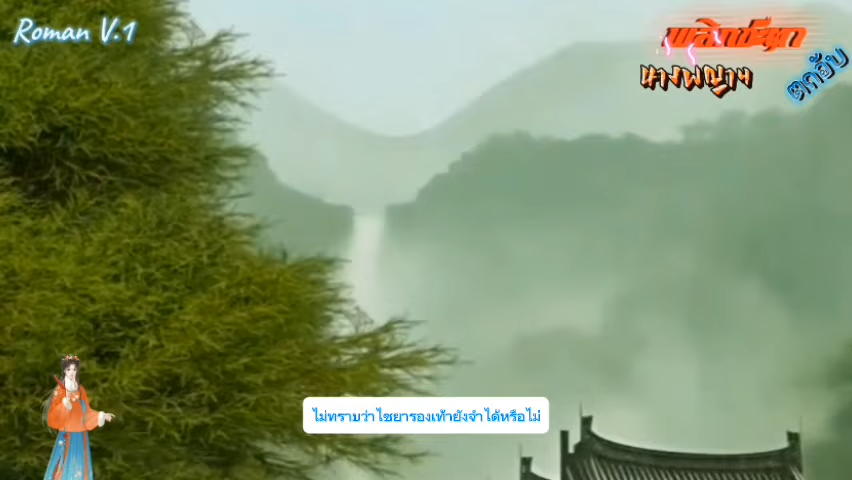 Roman V.1
พลิกชะตา
นางพญาฯ
ตกอับ
ไม่ทราบว่าไชยารองเท้ายังจำได้หรือไม่